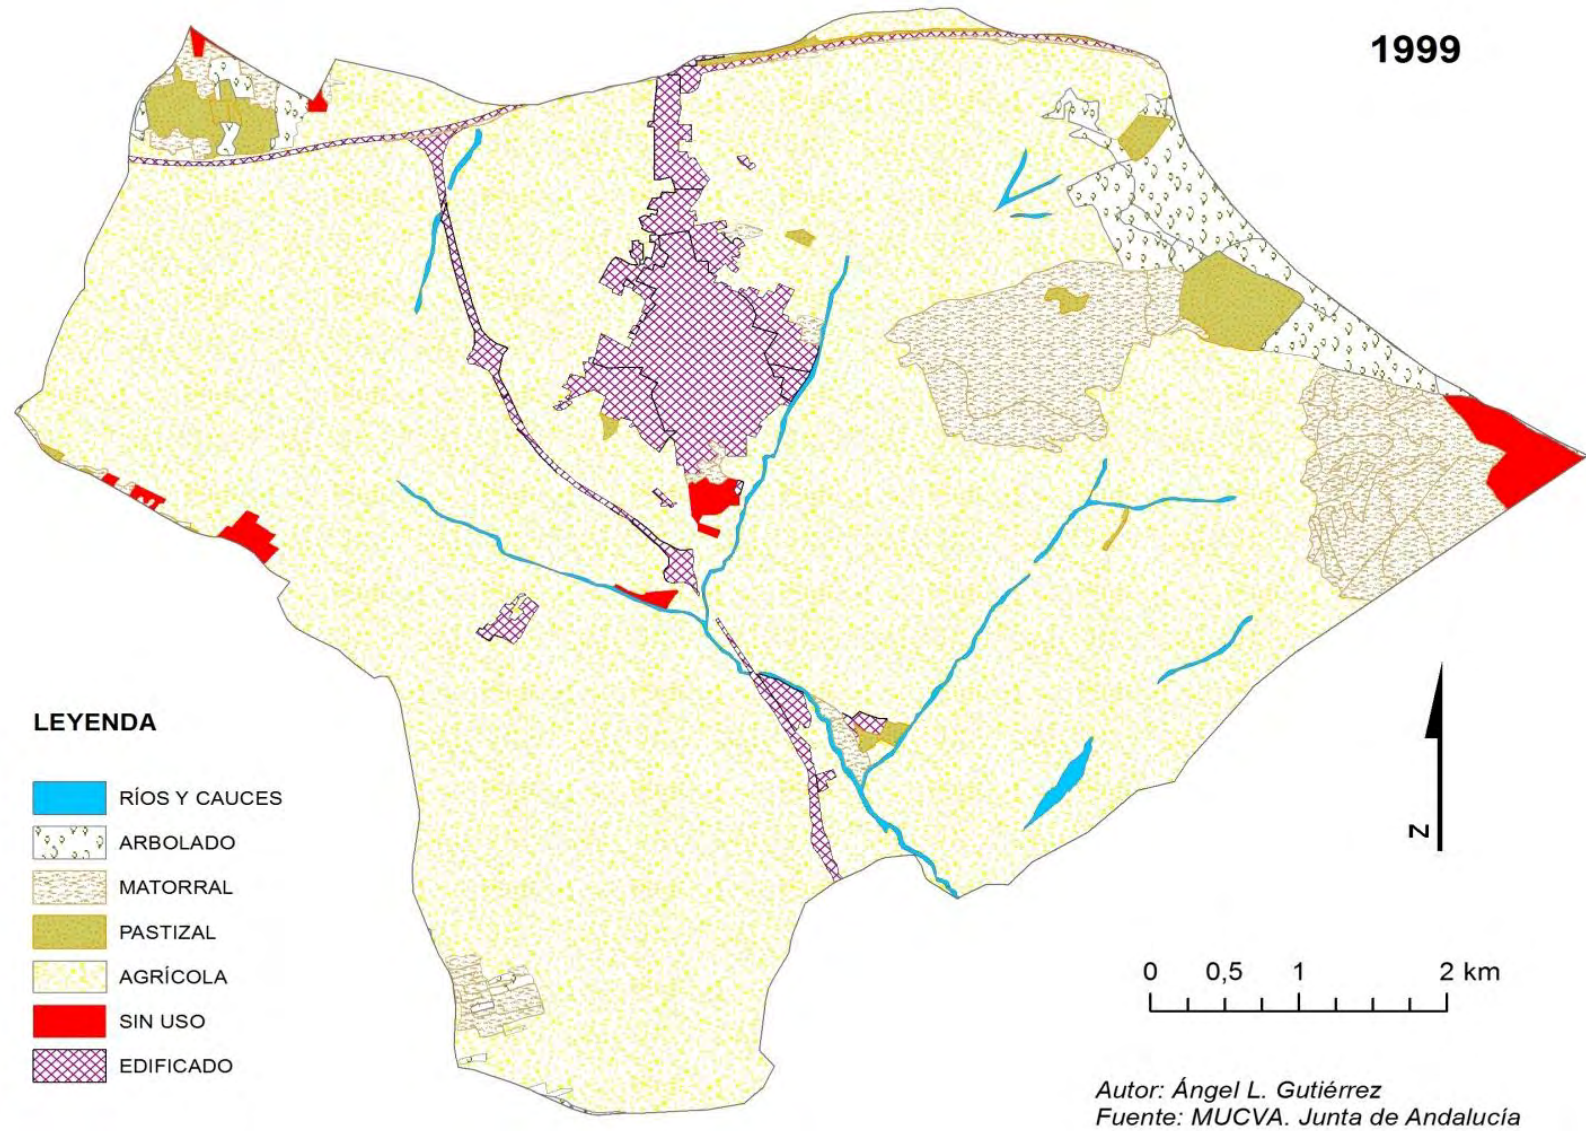 1999
LEYENDA
RÍOS Y CAUCES
ARBOLADO
MATORRAL
PASTIZAL
AGRÍCOLA
SIN USO
EDIFICADO
N
0 0,5 1 2 km
Autor: Ángel L. Gutiérrez
Fuente: MUCVA. Junta de Andalucía